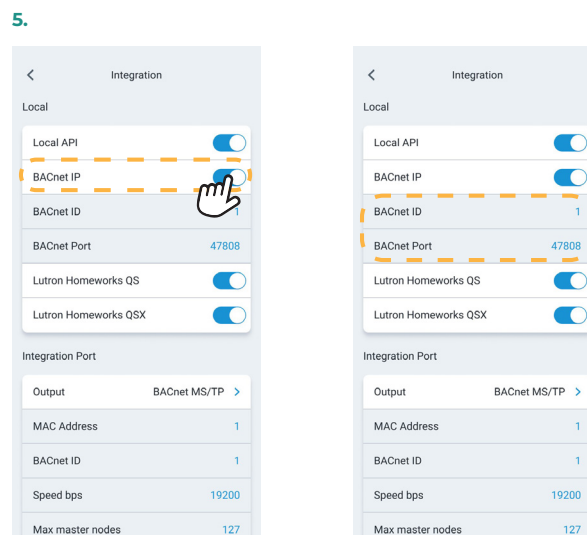 5.
Integration
Local
Local API
BACnet IP
BACnet ID 1
BACnet Port 47808
Lutron Homeworks QS
Lutron Homeworks QSX
Integration Port
Output BACnet MS/TP >
MAC Address 1
BACnet ID 1
Speed bps 19200
Max master nodes 127
Integration
Local
Local API
BACnet IP
BACnet ID 1
BACnet Port 47808
Lutron Homeworks QS
Lutron Homeworks QSX
Integration Port
Output BACnet MS/TP >
MAC Address 1
BACnet ID 1
Speed bps 19200
Max master nodes 127